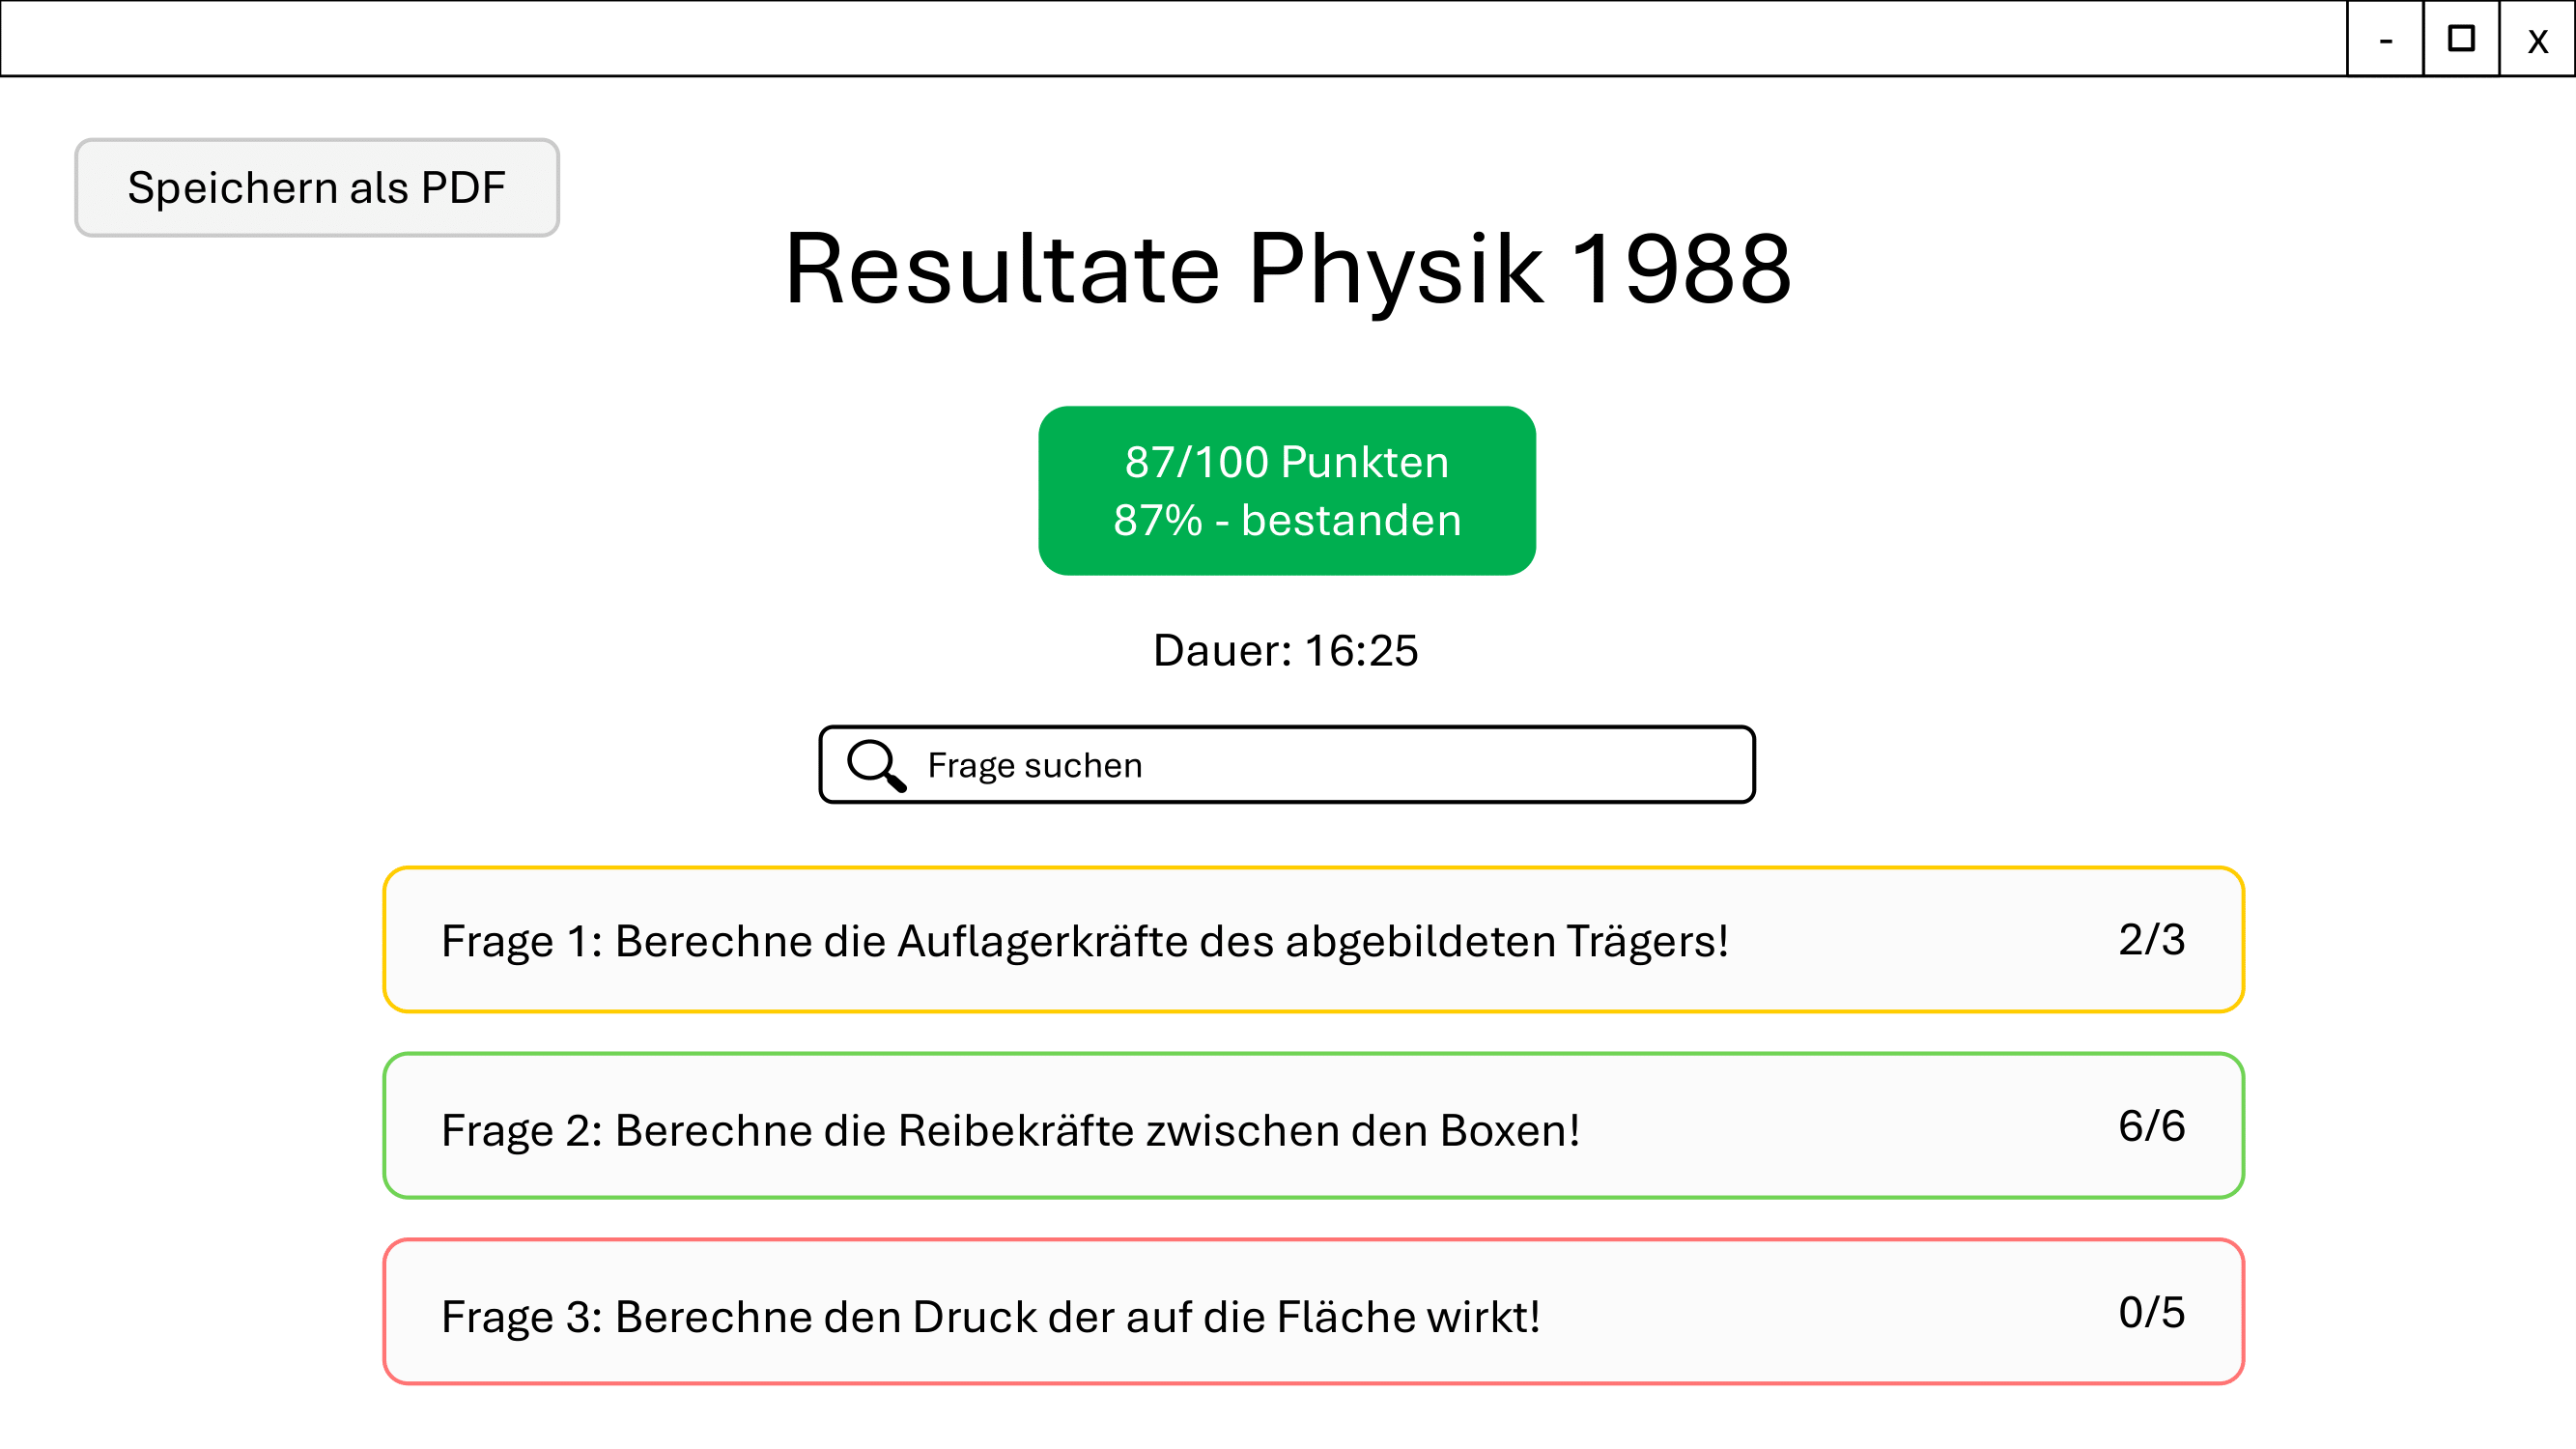 - x
Speichern als PDF
Resultate Physik 1988
87/100 Punkten
87% - bestanden
Dauer: 16:25
Frage suchen
Frage 1: Berechne die Auflagerkräfte des abgebildeten Trägers! 2/3
Frage 2: Berechne die Reibekräfte zwischen den Boxen! 6/6
Frage 3: Berechne den Druck der auf die Fläche wirkt! 0/5